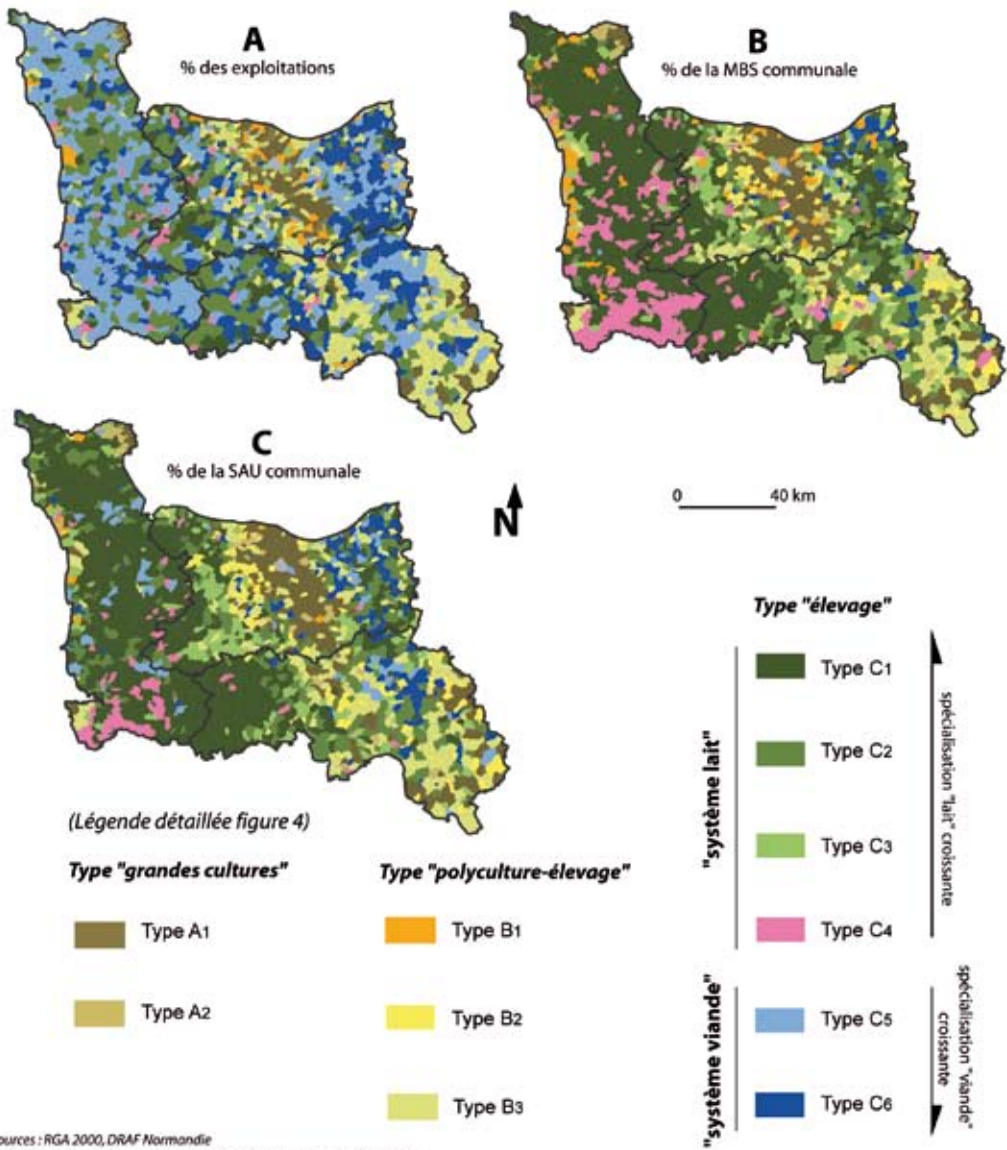 A
% des exploitations
B
% de la MBS communale
C
% de la SAU communale
N
0 40 km
(Légende détaillée figure 4)
Type "grandes cultures"
Type A1
Type A2
Type "polyculture-élevage"
Type B1
Type B2
Type B3
Type "élevage"
"système lait"
Type C1
Type C2
Type C3
Type C4
spécialisation "lait" croissante
"système viande"
Type C5
Type C6
spécialisation "viande"
croissante
ources : RGA 2000, DRAF Normandie